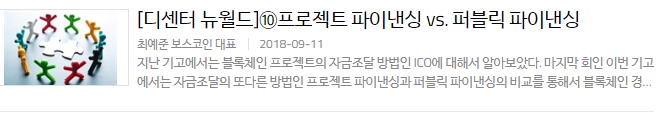 [디센터 뉴월드]⑩프로젝트 파이낸싱 vs. 퍼블릭 파이낸싱
최예준 보스코인 대표 | 2018-09-11
지난 기고에서는 블록체인 프로젝트의 자금조달 방법인 ICO에 대해서 알아보았다. 마지막 회인 이번 기고
에서는 자금조달의 또다른 방법인 프로젝트 파이낸싱과 퍼블릭 파이낸싱의 비교를 통해서 블록체인 경...